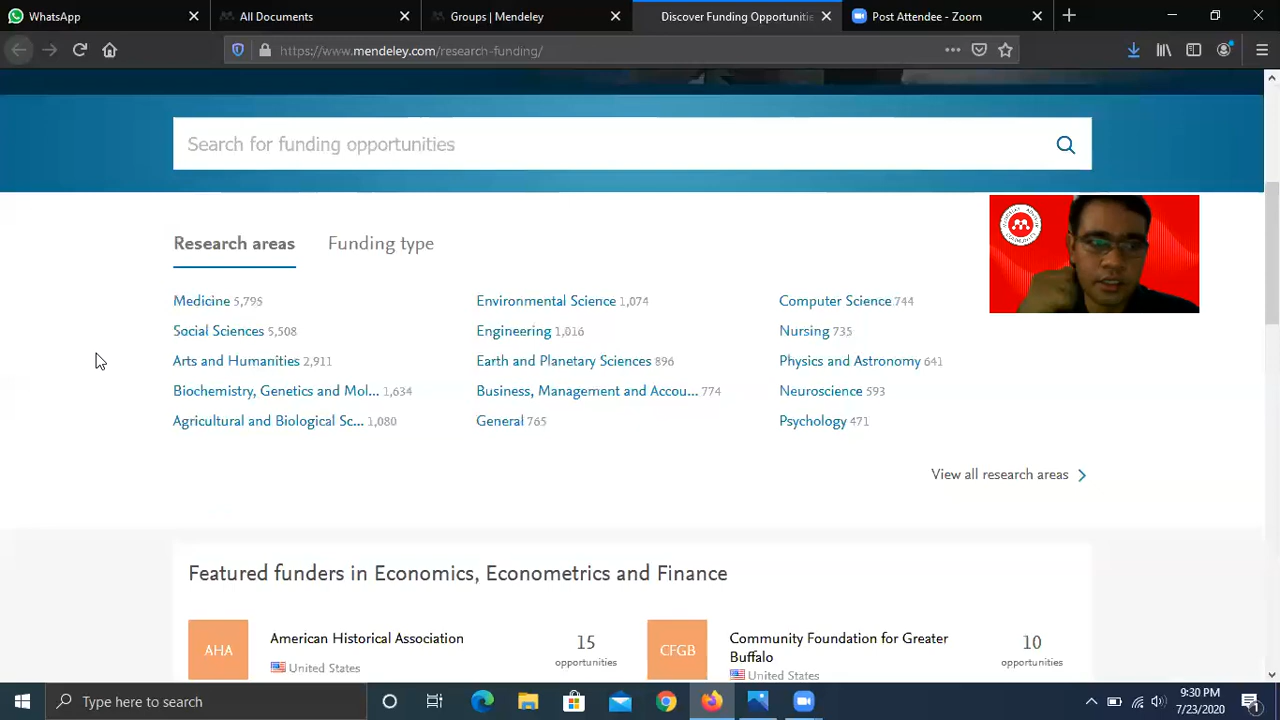 WhatsApp
All Documents
Groups | Mendeley
Discover Funding Opportunitie
Post Attendee - Zoom
https://www.mendeley.com/research-funding/
Search for funding opportunities
Research areas
Funding type
Medicine 5,795
Social Sciences 5,508
Arts and Humanities 2,911
Biochemistry, Genetics and Mol... 1,634
Agricultural and Biological Sc... 1,080
Environmental Science 1,074
Engineering 1,016
Earth and Planetary Sciences 896
Business, Management and Accou... 774
General 765
Computer Science 744
Nursing 735
Physics and Astronomy 641
Neuroscience 593
Psychology 471
View all research areas
Featured funders in Economics, Econometrics and Finance
AHA
American Historical Association
United States
15
opportunities
CFGB
Community Foundation for Greater
Buffalo
United States
10
opportunities
Type here to search
9:30 PM
7/23/2020
1